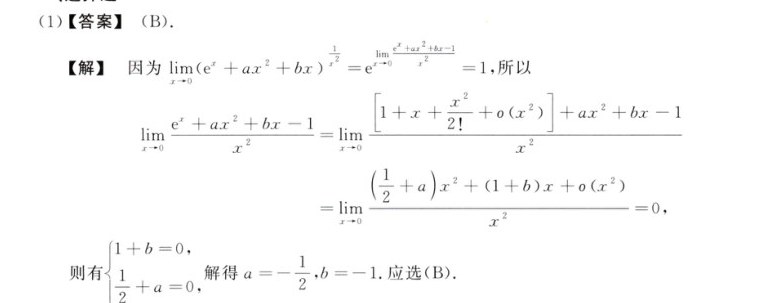 (1)【答案】 (B).
【解】 因为 lim_{x→0}(e^x + ax^2 + bx)^{1/x^2} = e^{lim_{x→0} (e^x+ax^2+bx−1)/x^2} = 1,所以
lim_{x→0} (e^x + ax^2 + bx − 1)/x^2 = lim_{x→0} ([1 + x + x^2/2! + o(x^2)] + ax^2 + bx − 1)/x^2
= lim_{x→0} ((1/2 + a)x^2 + (1 + b)x + o(x^2))/x^2 = 0,
则有 { 1 + b = 0, 1/2 + a = 0, 解得 a = − 1/2, b = − 1. 应选(B).